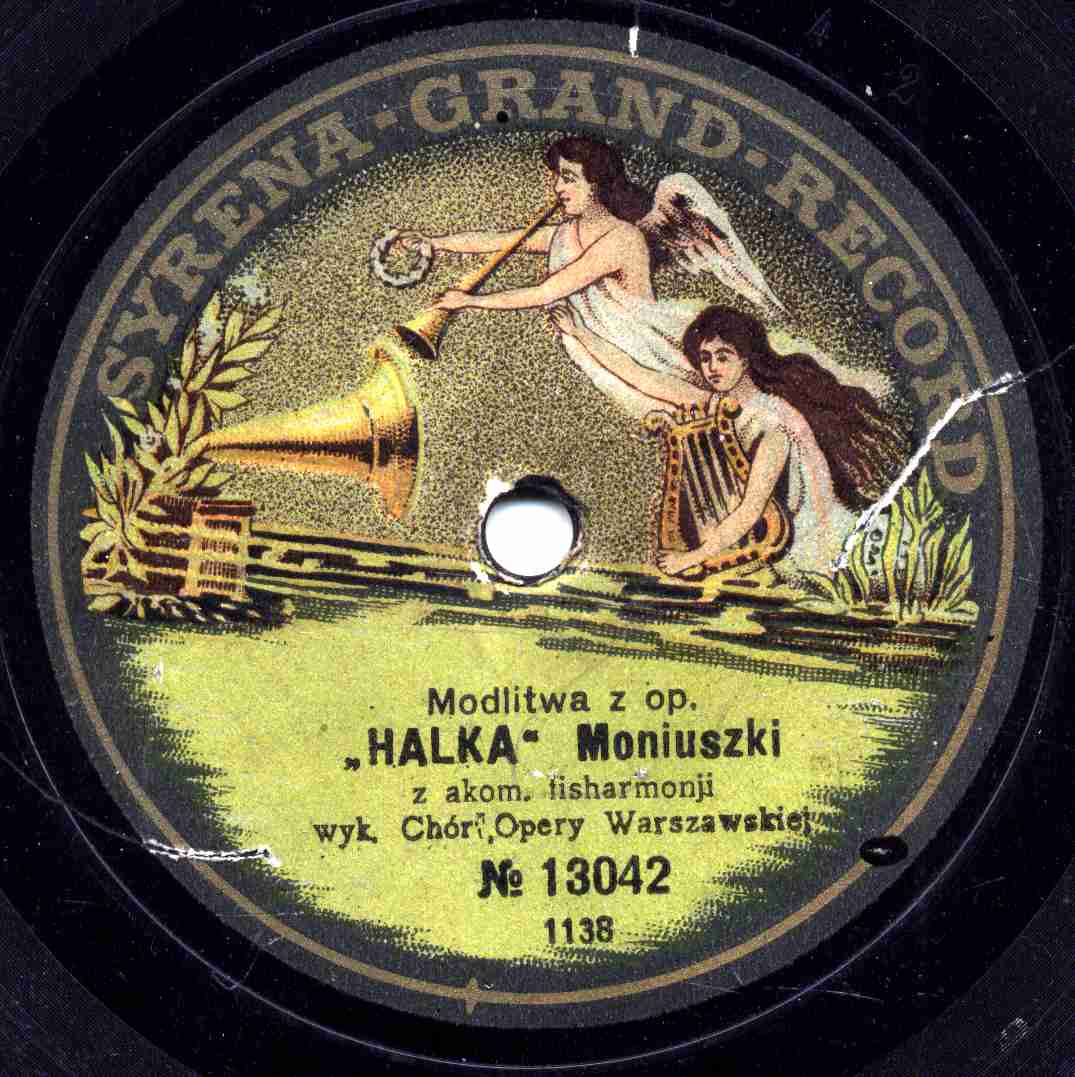 SYRENA-GRAND-RECORD
Modlitwa z op.
„HALKA“ Moniuszki
z akom. fisharmonji
wyk. Chór Opery Warszawskiej
№ 13042
1138